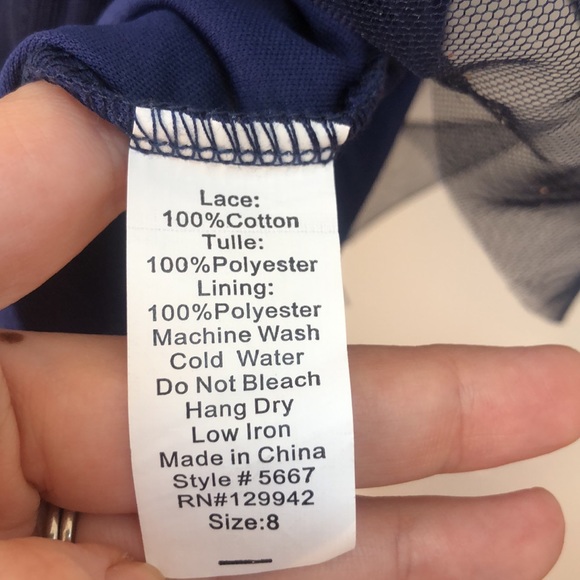 Lace:
100%Cotton
Tulle:
100%Polyester
Lining:
100%Polyester
Machine Wash
Cold Water
Do Not Bleach
Hang Dry
Low Iron
Made in China
Style # 5667
RN#129942
Size:8